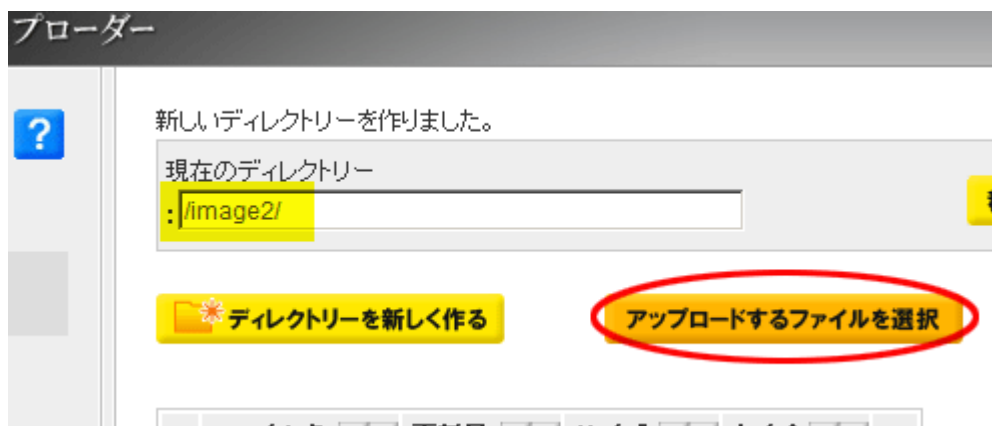 プローダー
?
新しいディレクトリーを作りました。
現在のディレクトリー
: /image2/
ディレクトリーを新しく作る
アップロードするファイルを選択